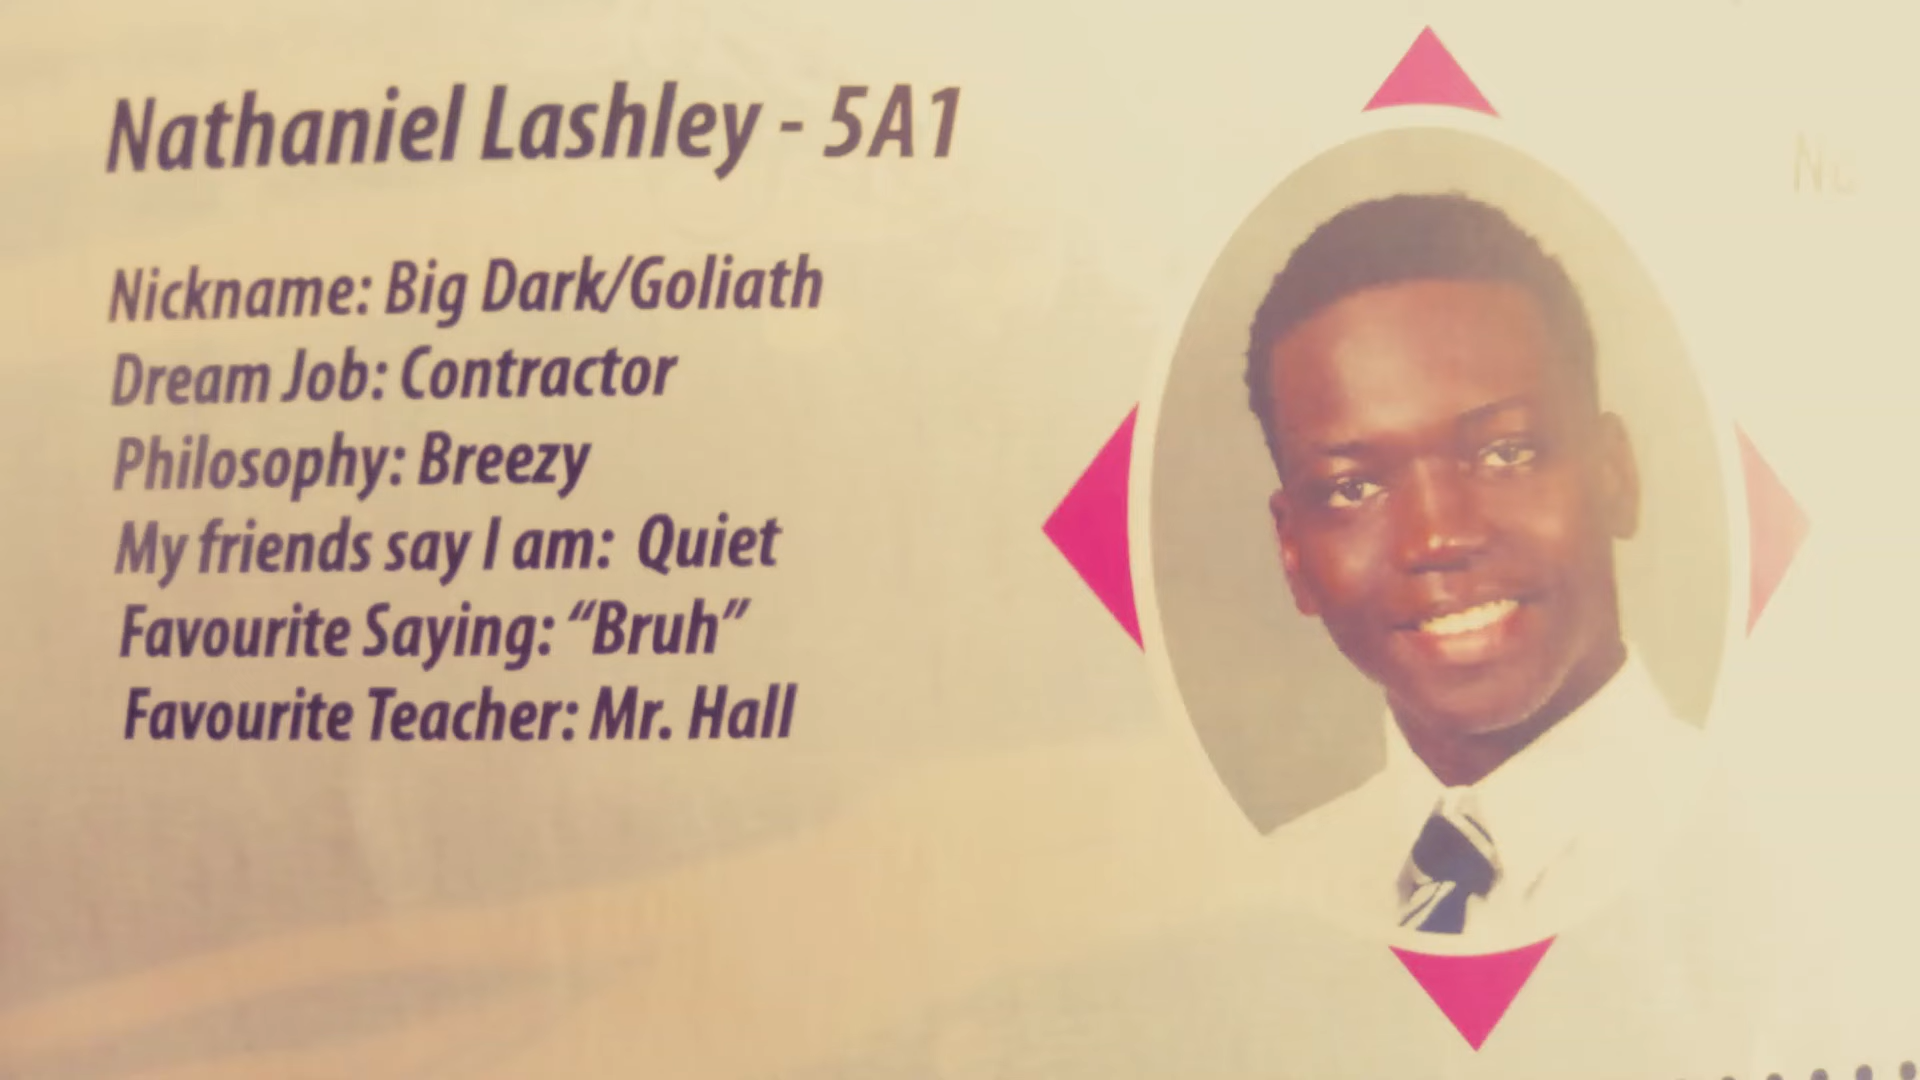 Nathaniel Lashley - 5A1
Nickname: Big Dark/Goliath
Dream Job: Contractor
Philosophy: Breezy
My friends say I am: Quiet
Favourite Saying: “Bruh”
Favourite Teacher: Mr. Hall